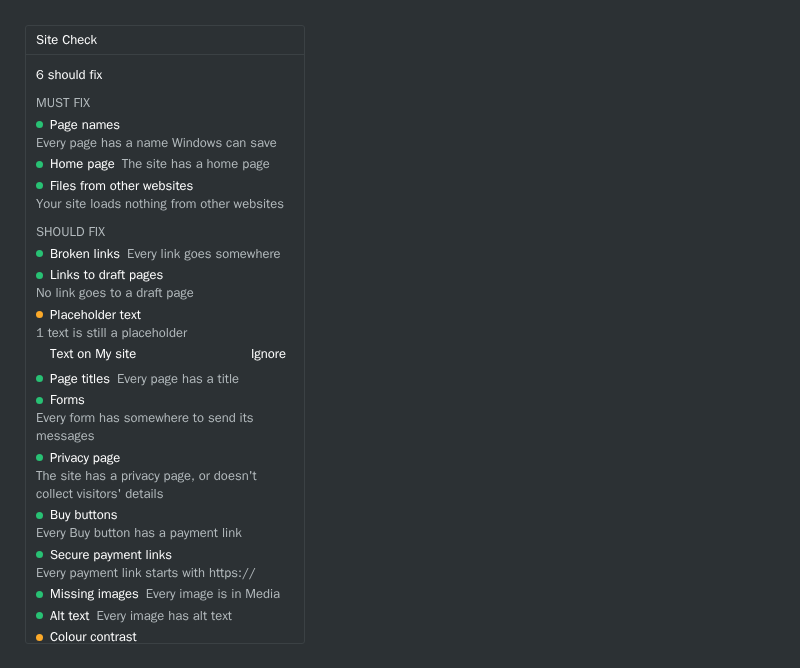 Site Check
6 should fix
MUST FIX
Page names
Every page has a name Windows can save
Home page The site has a home page
Files from other websites
Your site loads nothing from other websites
SHOULD FIX
Broken links Every link goes somewhere
Links to draft pages
No link goes to a draft page
Placeholder text
1 text is still a placeholder
Text on My site Ignore
Page titles Every page has a title
Forms
Every form has somewhere to send its
messages
Privacy page
The site has a privacy page, or doesn't
collect visitors' details
Buy buttons
Every Buy button has a payment link
Secure payment links
Every payment link starts with https://
Missing images Every image is in Media
Alt text Every image has alt text
Colour contrast